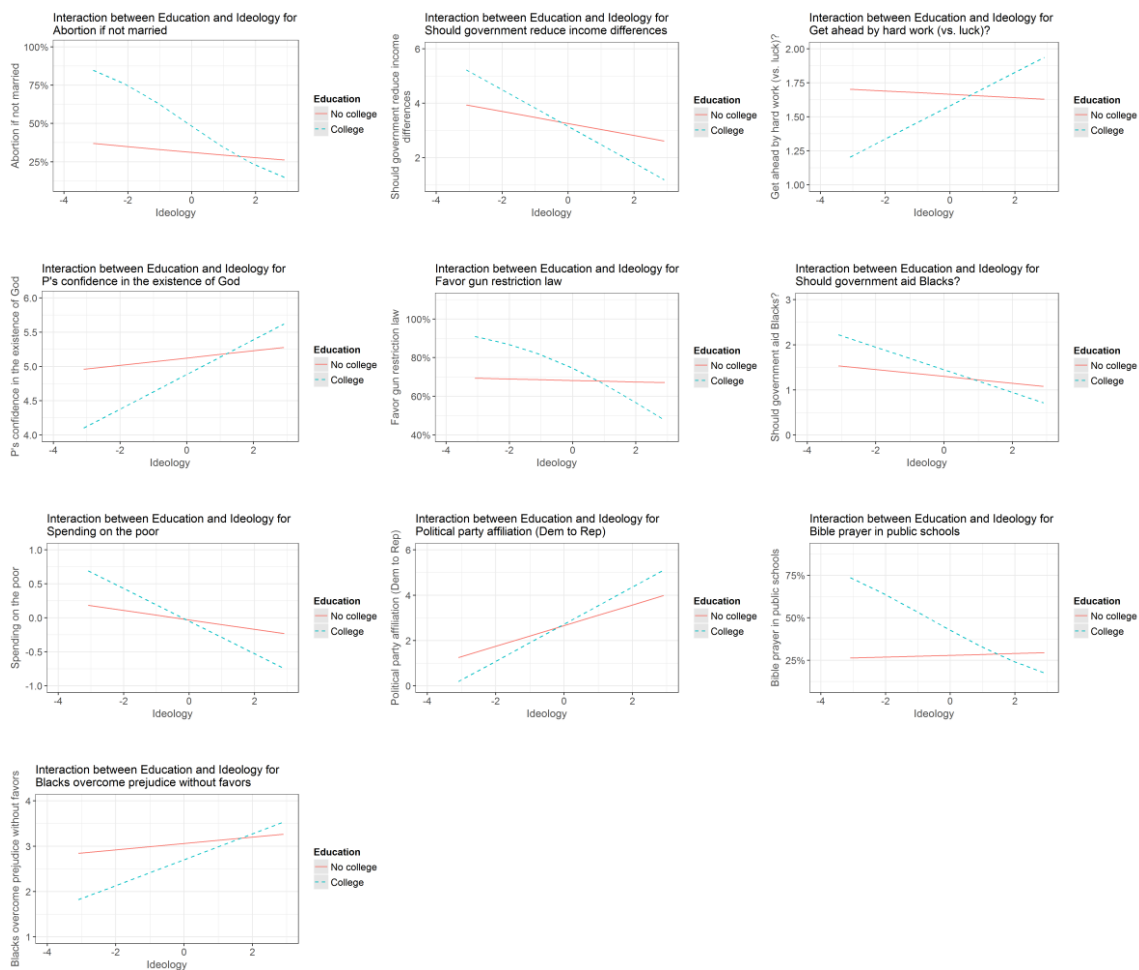 Interaction between Education and Ideology for
Abortion if not married
100%
75%
50%
25%
Abortion if not married
-4
-2
0
2
Ideology
Education
No college
College
Interaction between Education and Ideology for
Should government reduce income differences
6
4
2
Should government reduce income
differences
-4
-2
0
2
Ideology
Education
No college
College
Interaction between Education and Ideology for
Get ahead by hard work (vs. luck)?
2.00
1.75
1.50
1.25
1.00
Get ahead by hard work (vs. luck)?
-4
-2
0
2
Ideology
Education
No college
College
Interaction between Education and Ideology for
P's confidence in the existence of God
6.0
5.5
5.0
4.5
4.0
P's confidence in the existence of God
-4
-2
0
2
Ideology
Education
No college
College
Interaction between Education and Ideology for
Favor gun restriction law
100%
80%
60%
40%
Favor gun restriction law
-4
-2
0
2
Ideology
Education
No college
College
Interaction between Education and Ideology for
Should government aid Blacks?
3
2
1
0
Should government aid Blacks?
-4
-2
0
2
Ideology
Education
No college
College
Interaction between Education and Ideology for
Spending on the poor
1.0
0.5
0.0
-0.5
-1.0
Spending on the poor
-4
-2
0
2
Ideology
Education
No college
College
Interaction between Education and Ideology for
Political party affiliation (Dem to Rep)
6
4
2
0
Political party affiliation (Dem to Rep)
-4
-2
0
2
Ideology
Education
No college
College
Interaction between Education and Ideology for
Bible prayer in public schools
75%
50%
25%
Bible prayer in public schools
-4
-2
0
2
Ideology
Education
No college
College
Interaction between Education and Ideology for
Blacks overcome prejudice without favors
4
3
2
1
Blacks overcome prejudice without favors
-4
-2
0
2
Ideology
Education
No college
College